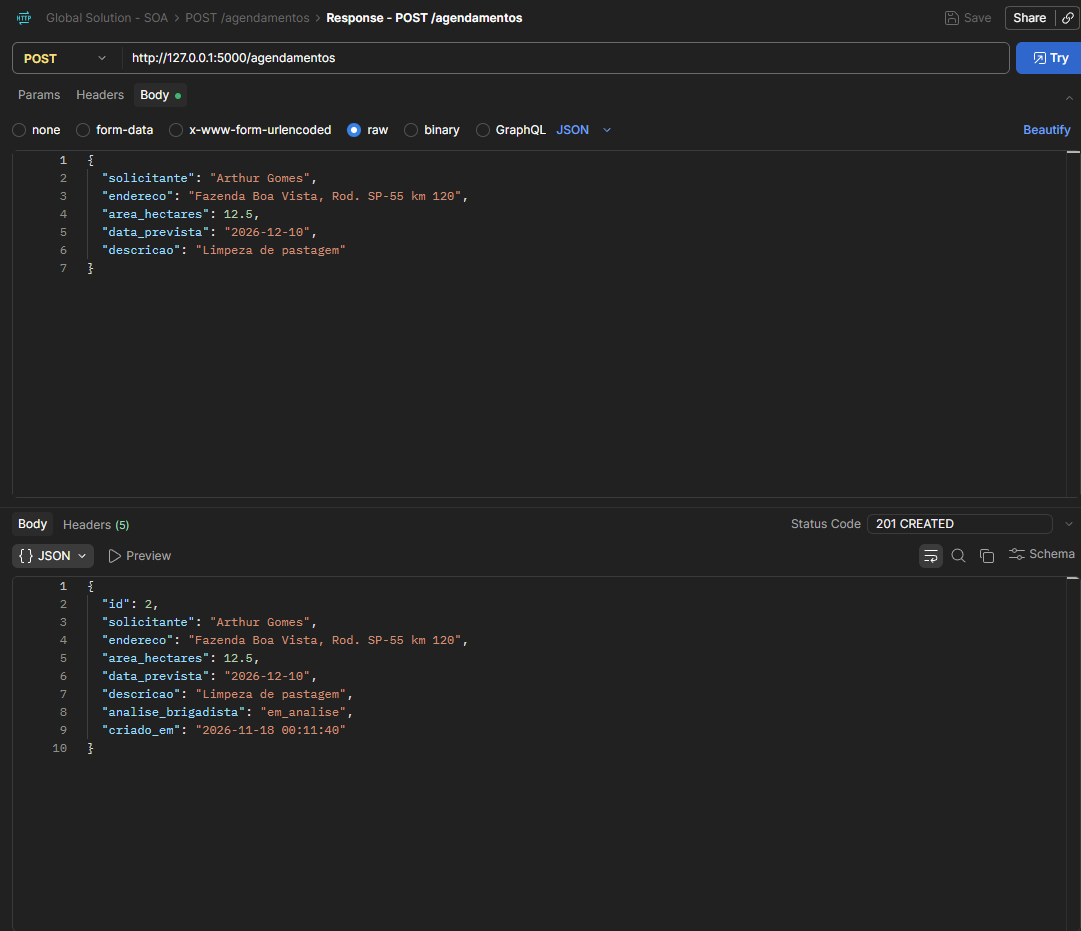 HTTP Global Solution - SOA > POST /agendamentos > Response - POST /agendamentos Save Share
POST http://127.0.0.1:5000/agendamentos Try
Params Headers Body
none form-data x-www-form-urlencoded raw binary GraphQL JSON Beautify
1 {
2 "solicitante": "Arthur Gomes",
3 "endereco": "Fazenda Boa Vista, Rod. SP-55 km 120",
4 "area_hectares": 12.5,
5 "data_prevista": "2026-12-10",
6 "descricao": "Limpeza de pastagem"
7 }
Body Headers (5) Status Code 201 CREATED
{} JSON Preview Schema
1 {
2 "id": 2,
3 "solicitante": "Arthur Gomes",
4 "endereco": "Fazenda Boa Vista, Rod. SP-55 km 120",
5 "area_hectares": 12.5,
6 "data_prevista": "2026-12-10",
7 "descricao": "Limpeza de pastagem",
8 "analise_brigadista": "em_analise",
9 "criado_em": "2026-11-18 00:11:40"
10 }